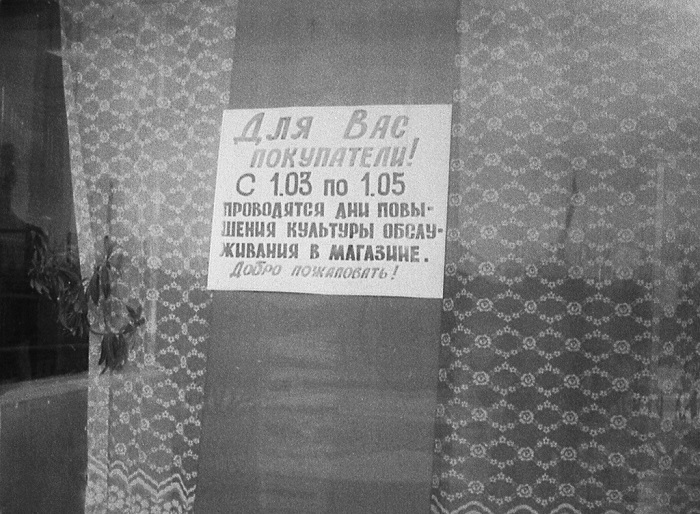 Для Вас
покупатели!
С 1.03 по 1.05
проводятся дни повы-
шения культуры обслу-
живания в магазине.
Добро пожаловать!